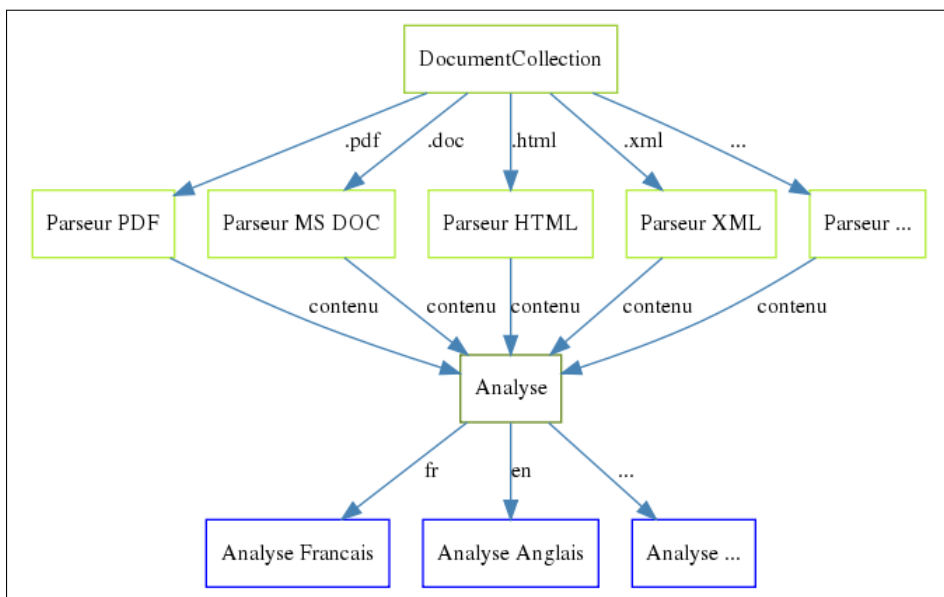 DocumentCollection
.pdf
.doc
.html
.xml
...
Parseur PDF
Parseur MS DOC
Parseur HTML
Parseur XML
Parseur ...
contenu
contenu
contenu
contenu
contenu
Analyse
fr
en
...
Analyse Francais
Analyse Anglais
Analyse ...